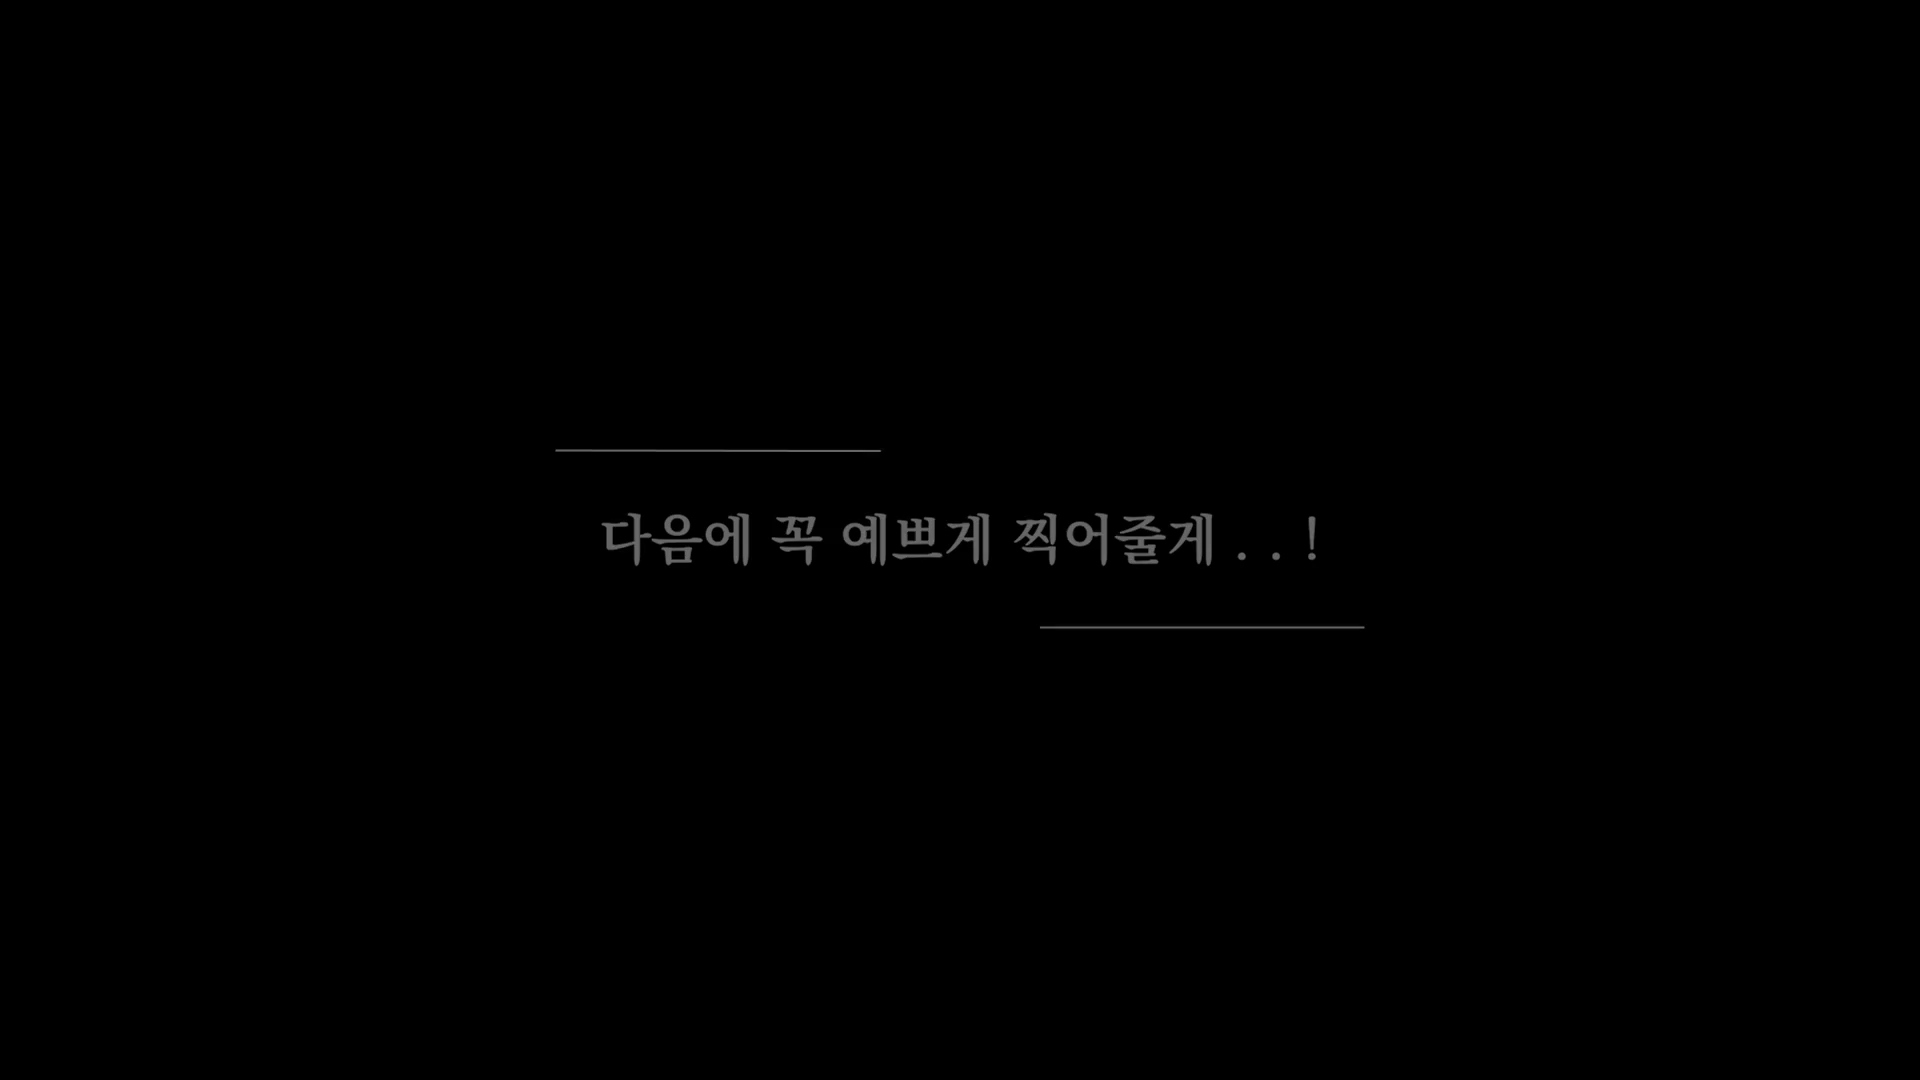 다음에 꼭 예쁘게 찍어줄게 . . !